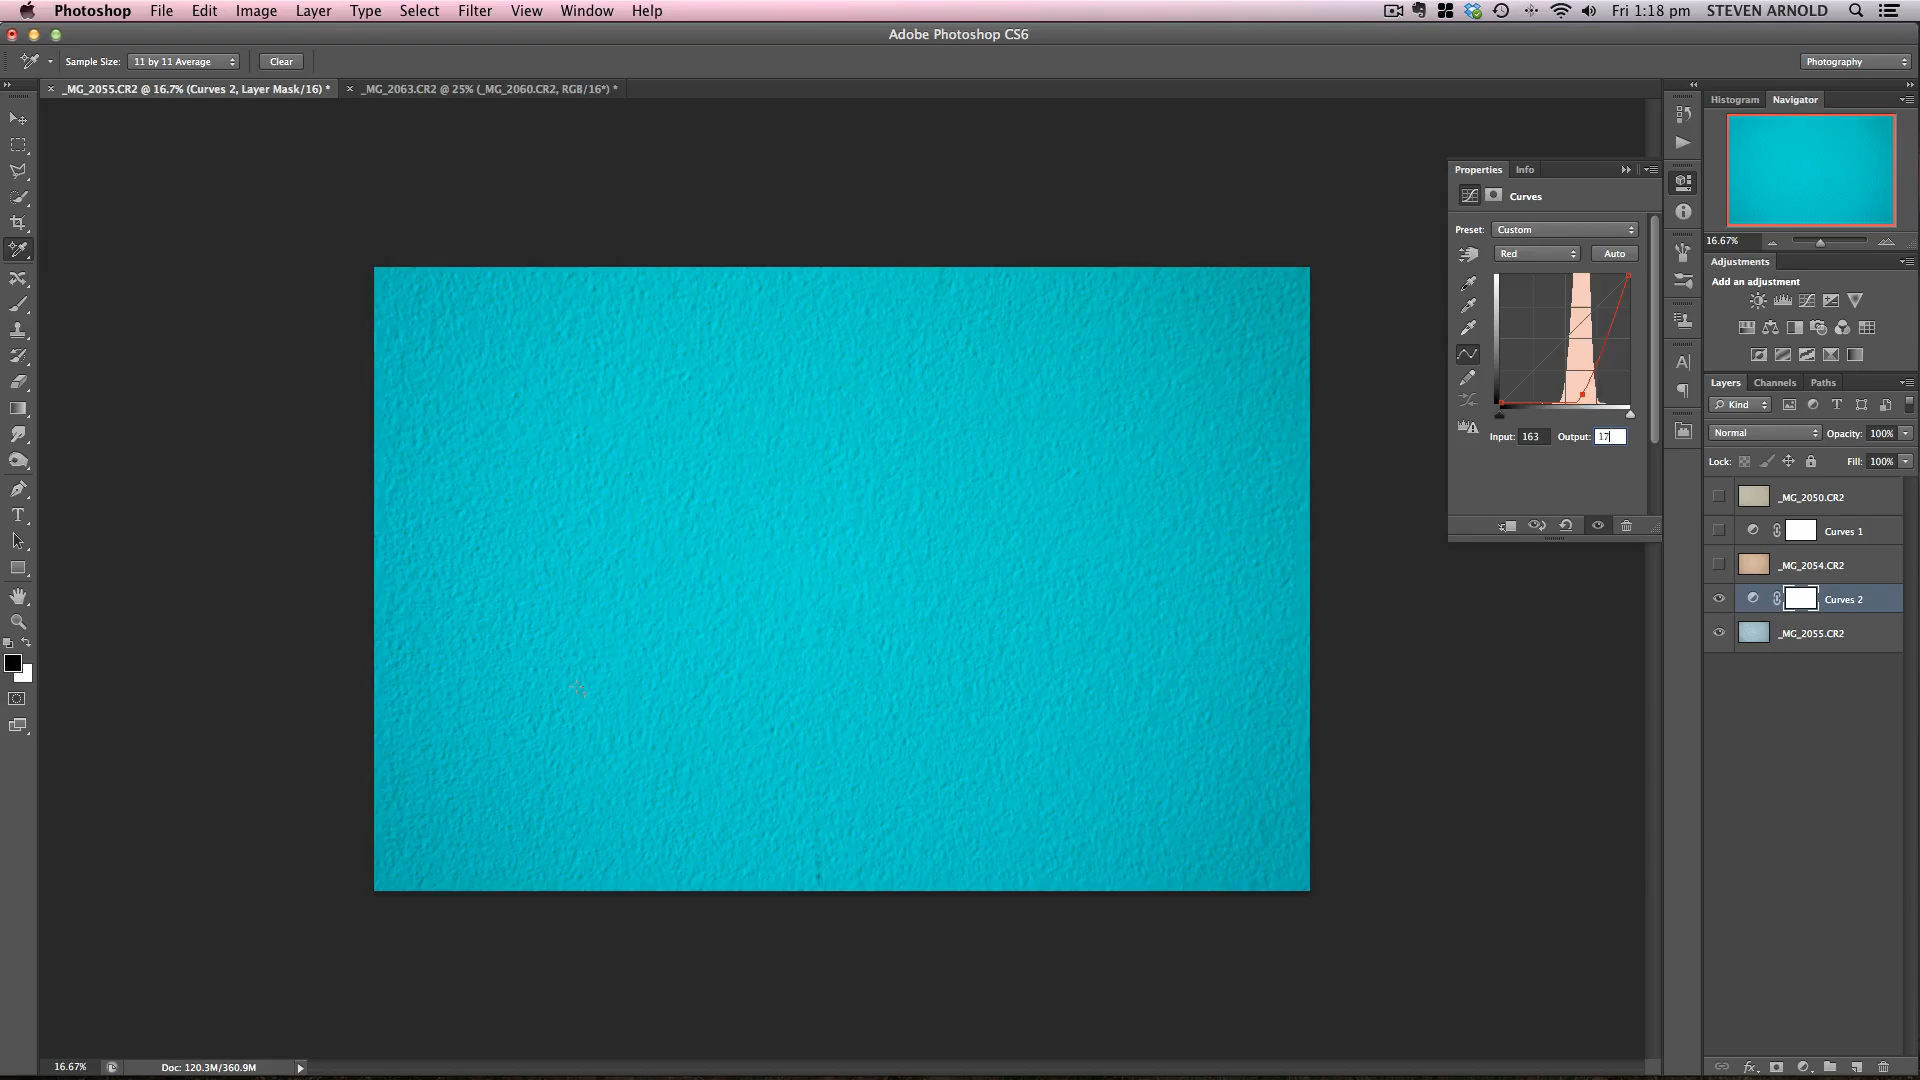 Photoshop File Edit Image Layer Type Select Filter View Window Help Fri 1:18 pm STEVEN ARNOLD
Adobe Photoshop CS6
Sample Size: 11 by 11 Average Clear Photography
_MG_2055.CR2 @ 16.7% (Curves 2, Layer Mask/16) * _MG_2063.CR2 @ 25% (_MG_2060.CR2, RGB/16*) *
Histogram Navigator
Properties Info
Curves
Preset: Custom
Red Auto
Input: 163 Output: 17
16.67%
Adjustments
Add an adjustment
Layers Channels Paths
Kind
Normal Opacity: 100%
Lock: Fill: 100%
_MG_2050.CR2
Curves 1
_MG_2054.CR2
Curves 2
_MG_2055.CR2
16.67% Doc: 120.3M/360.9M